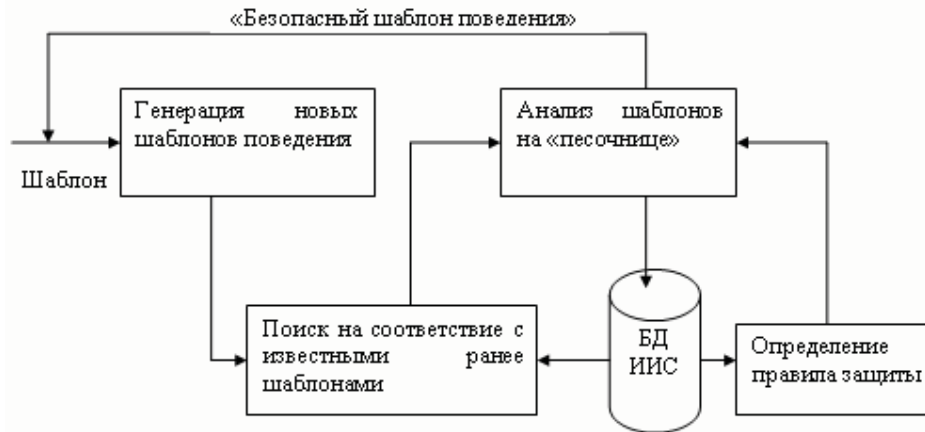 «Безопасный шаблон поведения»
Генерация новых
шаблонов поведения
Анализ шаблонов
на «песочнице»
Шаблон
Поиск на соответствие с
известными ранее
шаблонами
БД
ИИС
Определение
правила защиты